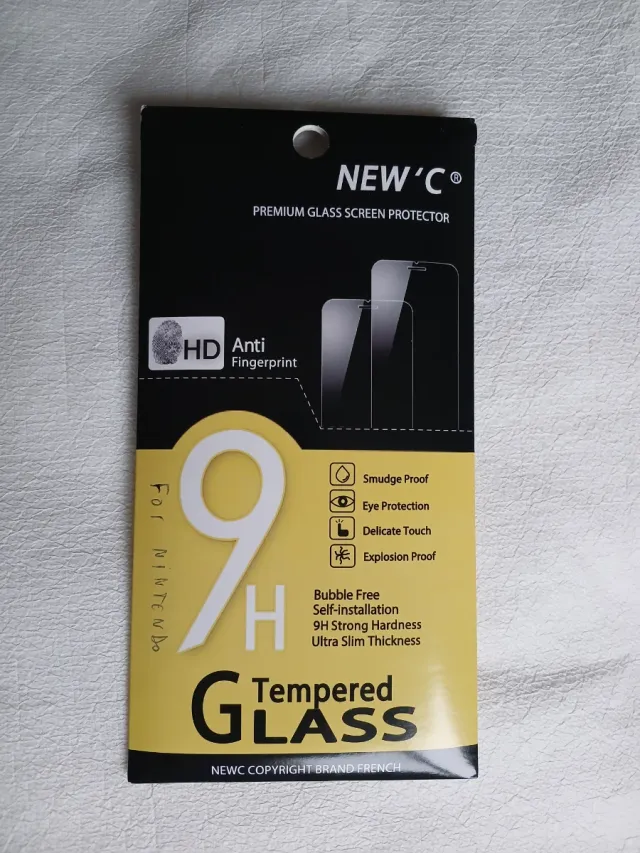 NEW 'C ®
PREMIUM GLASS SCREEN PROTECTOR
HD
Anti
Fingerprint
9H
Smudge Proof
Eye Protection
Delicate Touch
Explosion Proof
Bubble Free
Self-installation
9H Strong Hardness
Ultra Slim Thickness
FOR NINTENDO
Tempered
GLASS
NEWC COPYRIGHT BRAND FRENCH